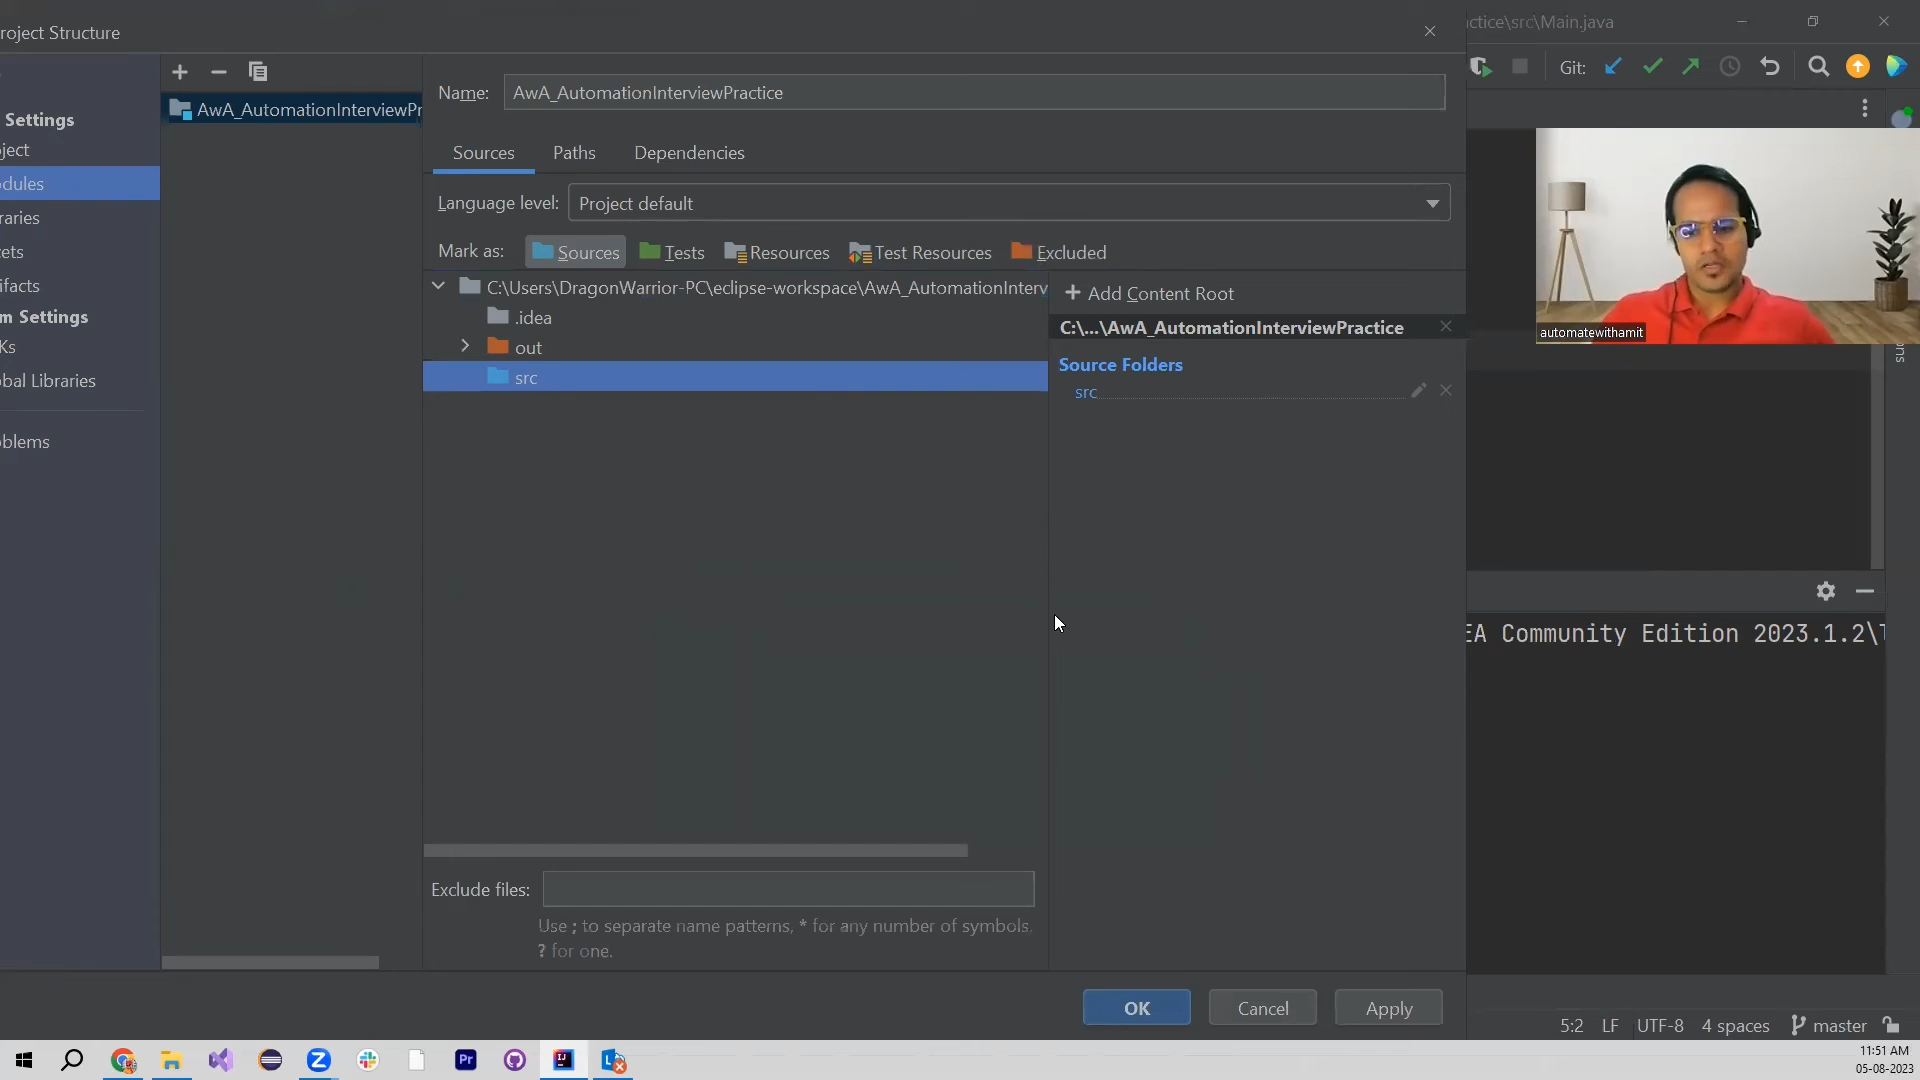 roject Structure
ctice\src\Main.java
Git:
Settings
ject
dules
raries
ets
ifacts
m Settings
Ks
bal Libraries
blems
AwA_AutomationInterviewPr
Name: AwA_AutomationInterviewPractice
Sources Paths Dependencies
Language level: Project default
Mark as: Sources Tests Resources Test Resources Excluded
C:\Users\DragonWarrior-PC\eclipse-workspace\AwA_AutomationInterv
.idea
out
src
Add Content Root
C:\...\AwA_AutomationInterviewPractice
Source Folders
src
automatewithamit
ons
EA Community Edition 2023.1.2\
Exclude files:
Use ; to separate name patterns, * for any number of symbols,
? for one.
OK Cancel Apply
5:2 LF UTF-8 4 spaces master
11:51 AM
05-08-2023